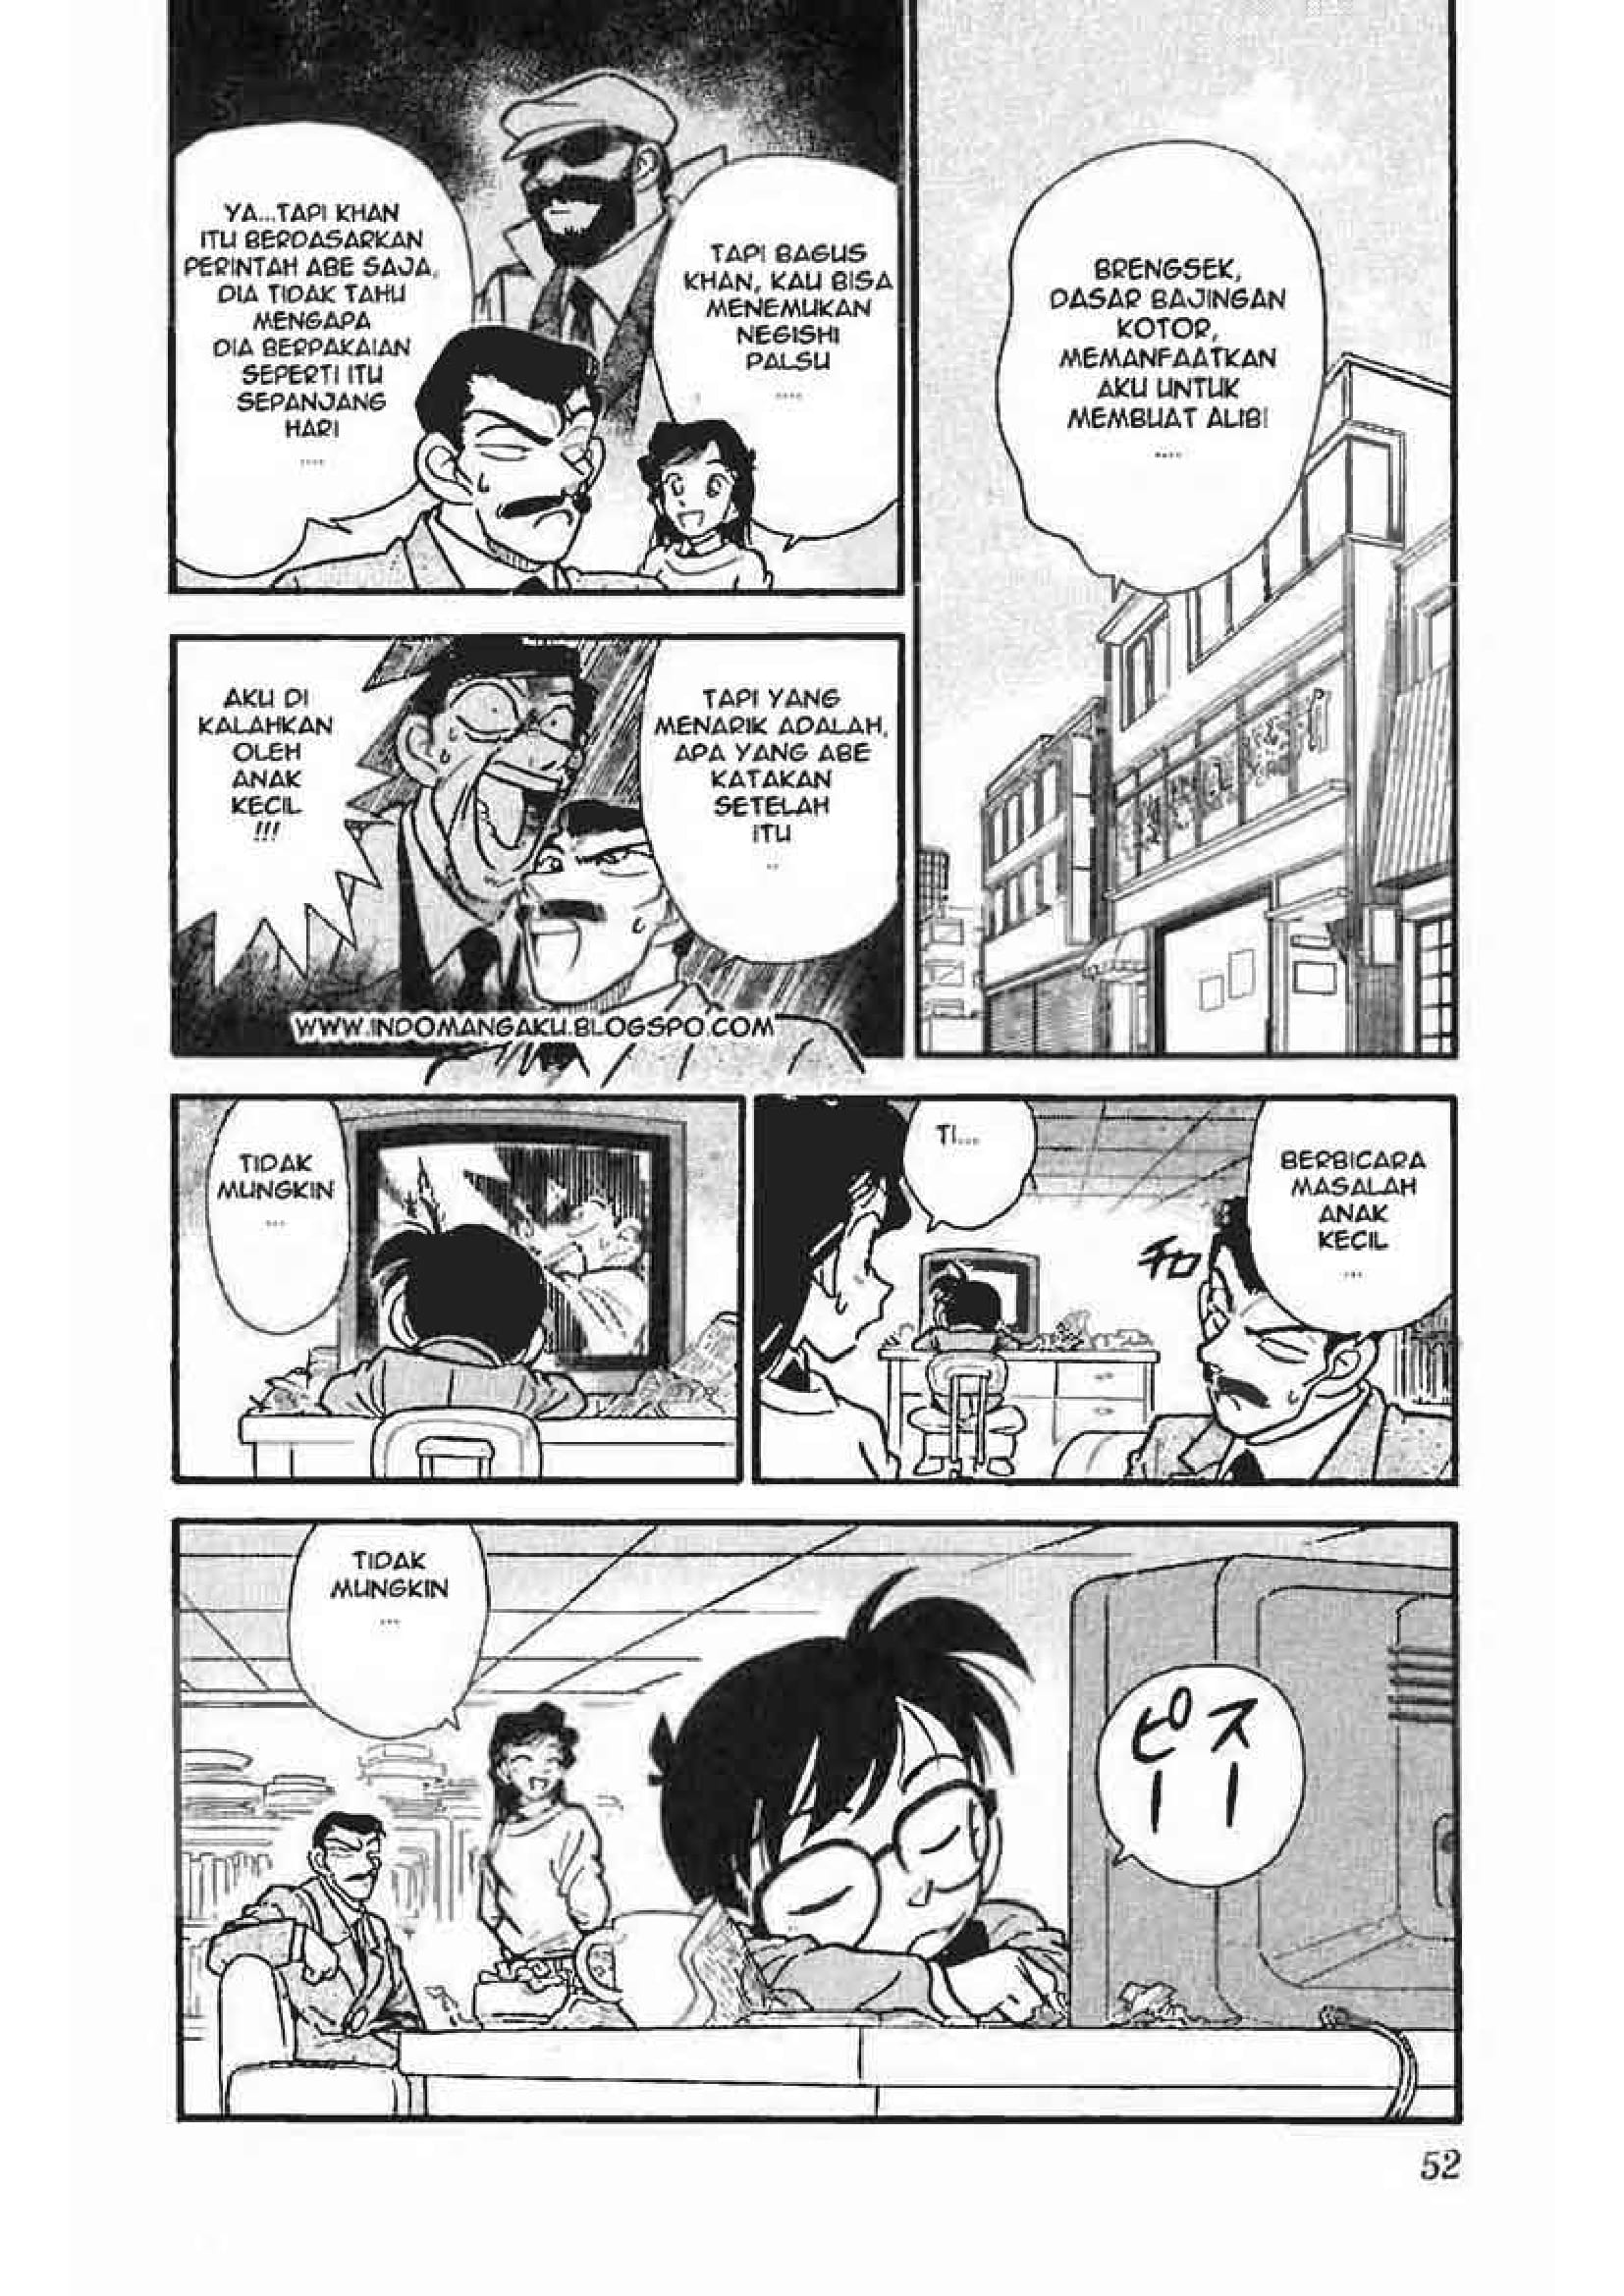 BRENGSEK,
DASAR BAJINGAN
KOTOR,
MEMANFAATKAN
AKU UNTUK
MEMBUAT ALIBI
....
TAPI BAGUS
KHAN, KAU BISA
MENEMUKAN
NEGISHI
PALSU
....
YA...TAPI KHAN
ITU BERDASARKAN
PERINTAH ABE SAJA,
DIA TIDAK TAHU
MENGAPA
DIA BERPAKAIAN
SEPERTI ITU
SEPANJANG
HARI
....
TAPI YANG
MENARIK ADALAH,
APA YANG ABE
KATAKAN
SETELAH
ITU
..
AKU DI
KALAHKAN
OLEH
ANAK
KECIL
!!!
WWW.INDOMANGAKU.BLOGSPO.COM
BERBICARA
MASALAH
ANAK
KECIL
...
チロ
TI...
TIDAK
MUNGKIN
...
TIDAK
MUNGKIN
...
スー
ピー
52